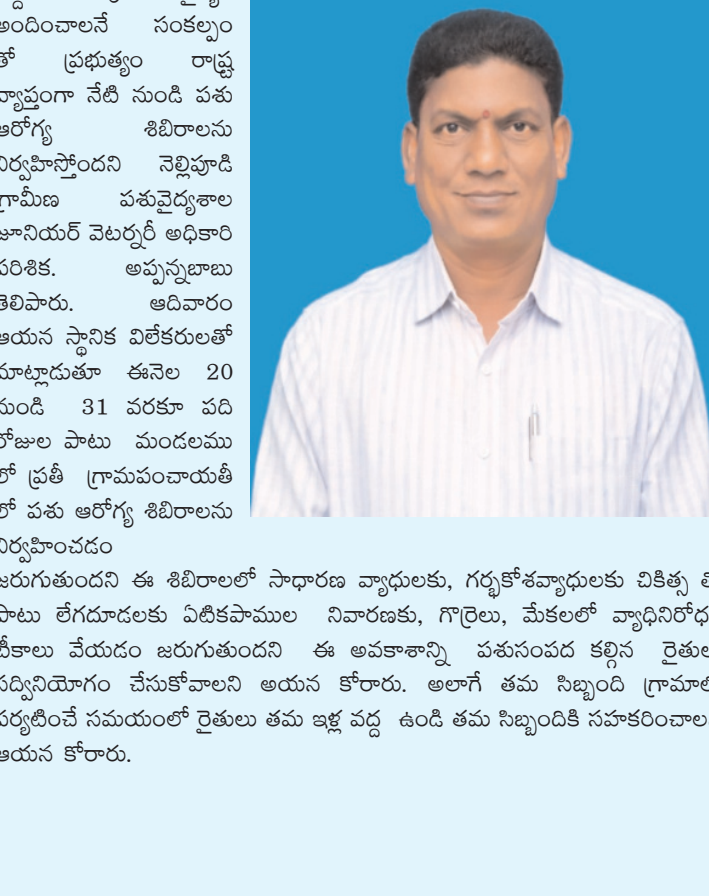 అందించాలనే సంకల్పం
తో ప్రభుత్యం రాష్ట్ర
వ్యాప్తంగా నేటి నుండి పశు
ఆరోగ్య శిబిరాలను
నిర్వహిస్తోందని నెల్లిపూడి
గ్రామీణ పశువైద్యశాల
జూనియర్ వెటర్నరీ అధికారి
పరిశిక. అప్పన్నబాబు
తెలిపారు. ఆదివారం
ఆయన స్థానిక విలేకరులతో
మాట్లాడుతూ ఈనెల 20
నుండి 31 వరకూ పది
రోజుల పాటు మండలము
లో ప్రతీ గ్రామపంచాయతీ
లో పశు ఆరోగ్య శిబిరాలను
నిర్వహించడం
జరుగుతుందని ఈ శిబిరాలలో సాధారణ వ్యాధులకు, గర్భకోశవ్యాధులకు చికిత్స
పాటు లేగదూడలకు ఏటికపాముల నివారణకు, గొర్రెలు, మేకలలో వ్యాధినిరోధ
టీకాలు వేయడం జరుగుతుందని ఈ అవకాశాన్ని పశుసంపద కల్గిన రైతుల
సద్వినియోగం చేసుకోవాలని అయన కోరారు. అలాగే తమ సిబ్బంది గ్రామాల
పర్యటించే సమయంలో రైతులు తమ ఇళ్ల వద్ద ఉండి తమ సిబ్బందికి సహకరించాల
ఆయన కోరారు.